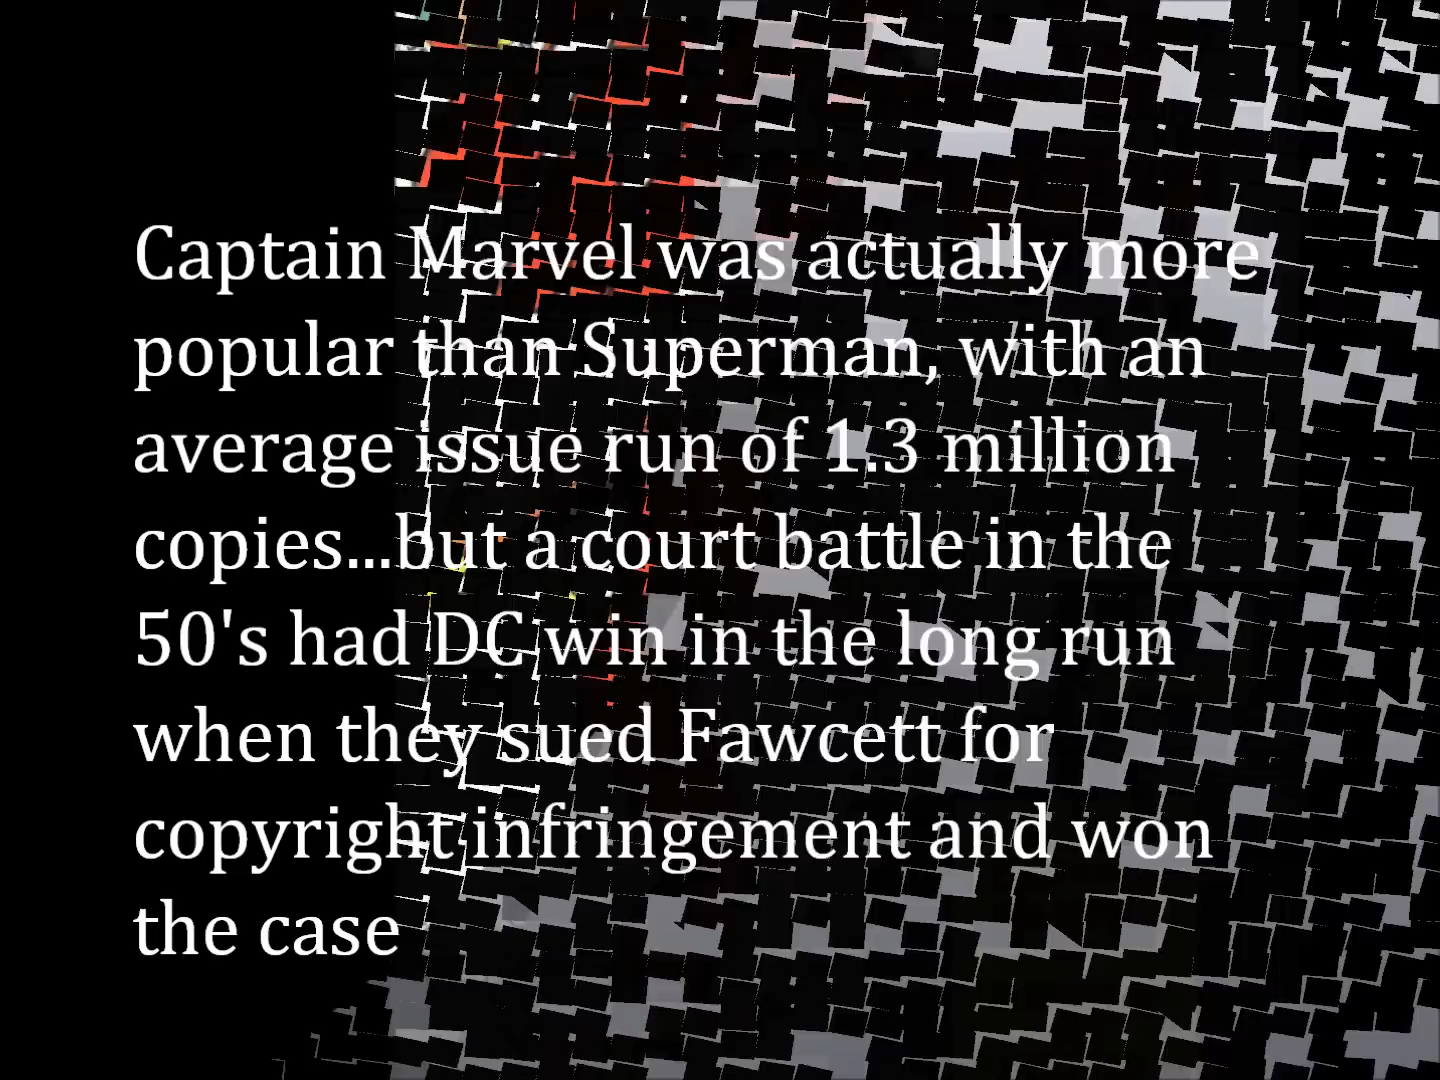 Captain Marvel was actually more
popular than Superman, with an
average issue run of 1.3 million
copies...but a court battle in the
50's had DC win in the long run
when they sued Fawcett for
copyright infringement and won
the case